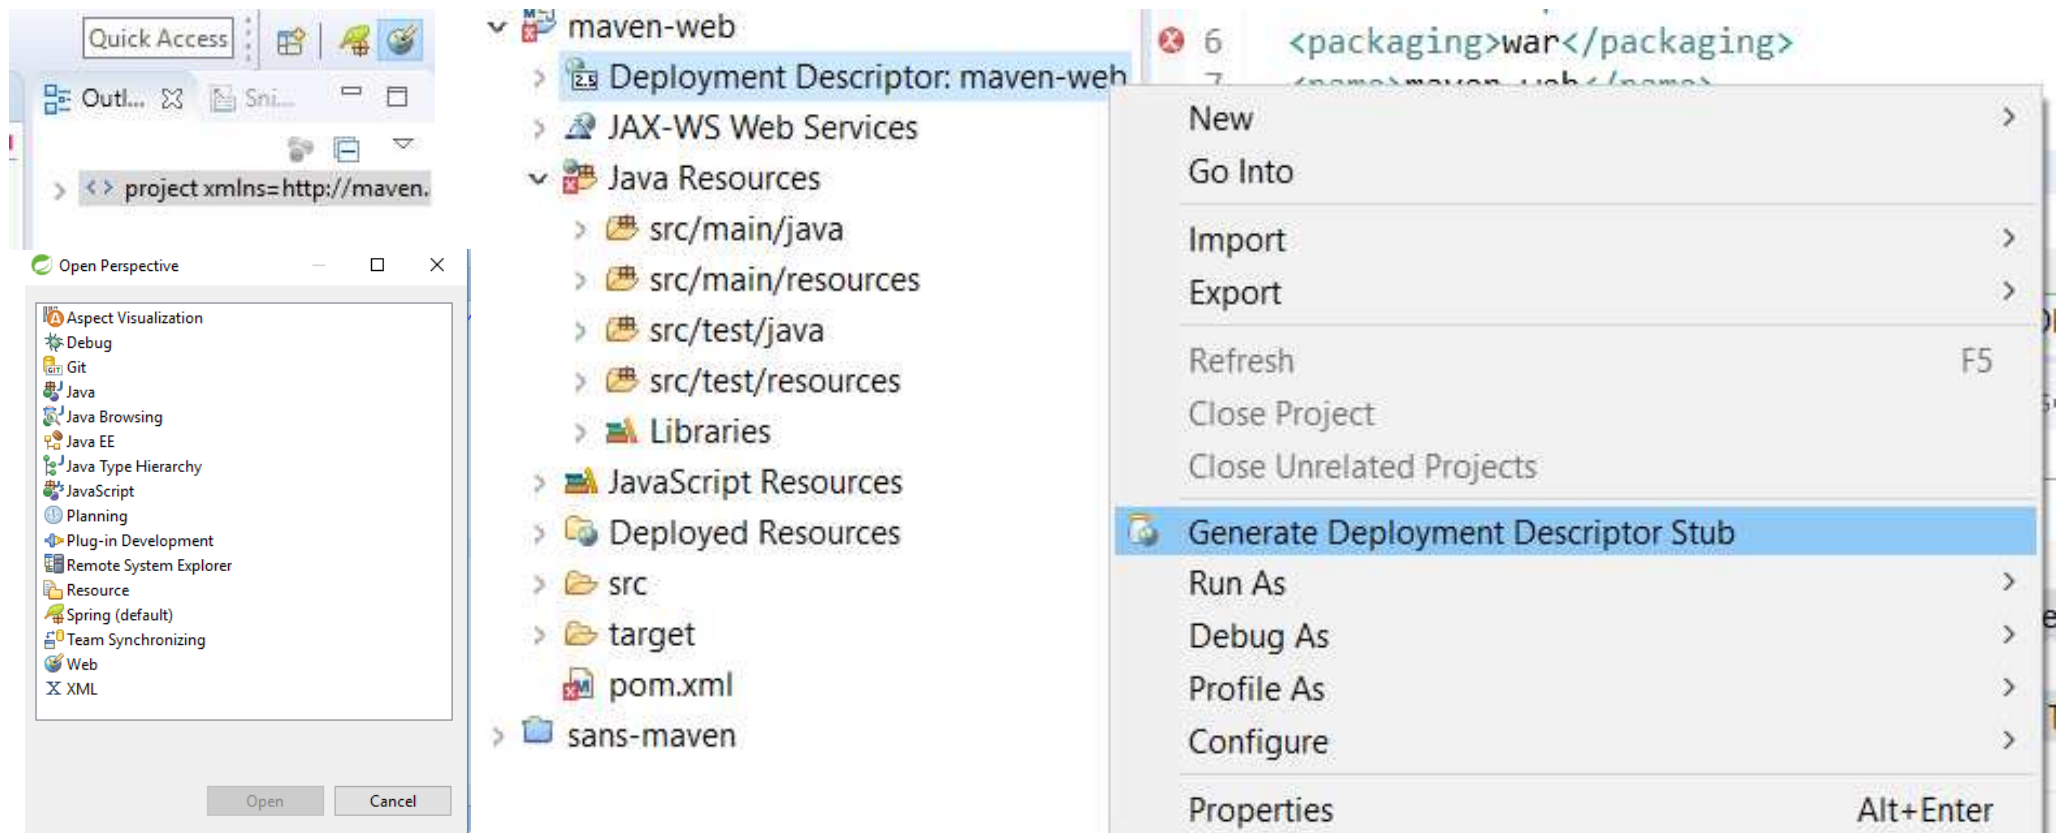 Quick Access
Outl...
Sni...
project xmlns=http://maven.
Open Perspective
Aspect Visualization
Debug
Git
Java
Java Browsing
Java EE
Java Type Hierarchy
JavaScript
Planning
Plug-in Development
Remote System Explorer
Resource
Spring (default)
Team Synchronizing
Web
XML
Open
Cancel
maven-web
Deployment Descriptor: maven-web
JAX-WS Web Services
Java Resources
src/main/java
src/main/resources
src/test/java
src/test/resources
Libraries
JavaScript Resources
Deployed Resources
src
target
pom.xml
sans-maven
6 <packaging>war</packaging>
7 <name>maven-web</name>
New
Go Into
Import
Export
Refresh F5
Close Project
Close Unrelated Projects
Generate Deployment Descriptor Stub
Run As
Debug As
Profile As
Configure
Properties Alt+Enter